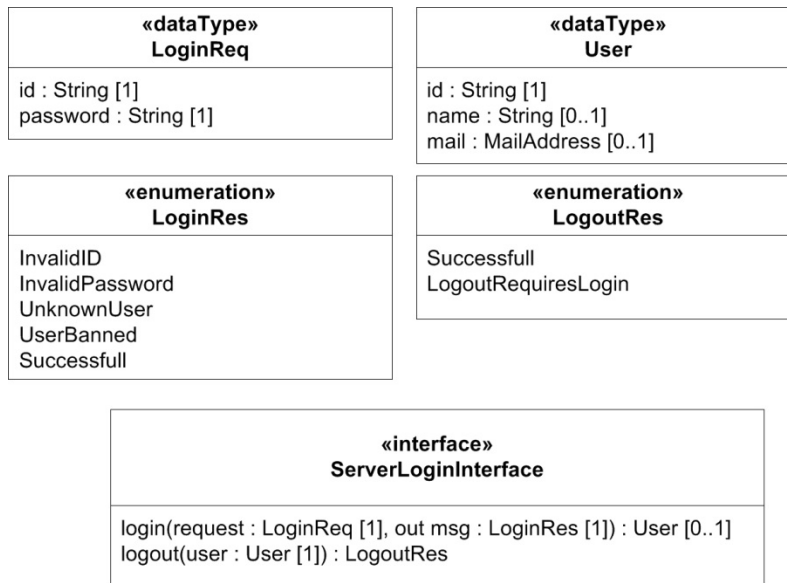 «dataType»
LoginReq
id : String [1]
password : String [1]
«dataType»
User
id : String [1]
name : String [0..1]
mail : MailAddress [0..1]
«enumeration»
LoginRes
InvalidID
InvalidPassword
UnknownUser
UserBanned
Successfull
«enumeration»
LogoutRes
Successfull
LogoutRequiresLogin
«interface»
ServerLoginInterface
login(request : LoginReq [1], out msg : LoginRes [1]) : User [0..1]
logout(user : User [1]) : LogoutRes